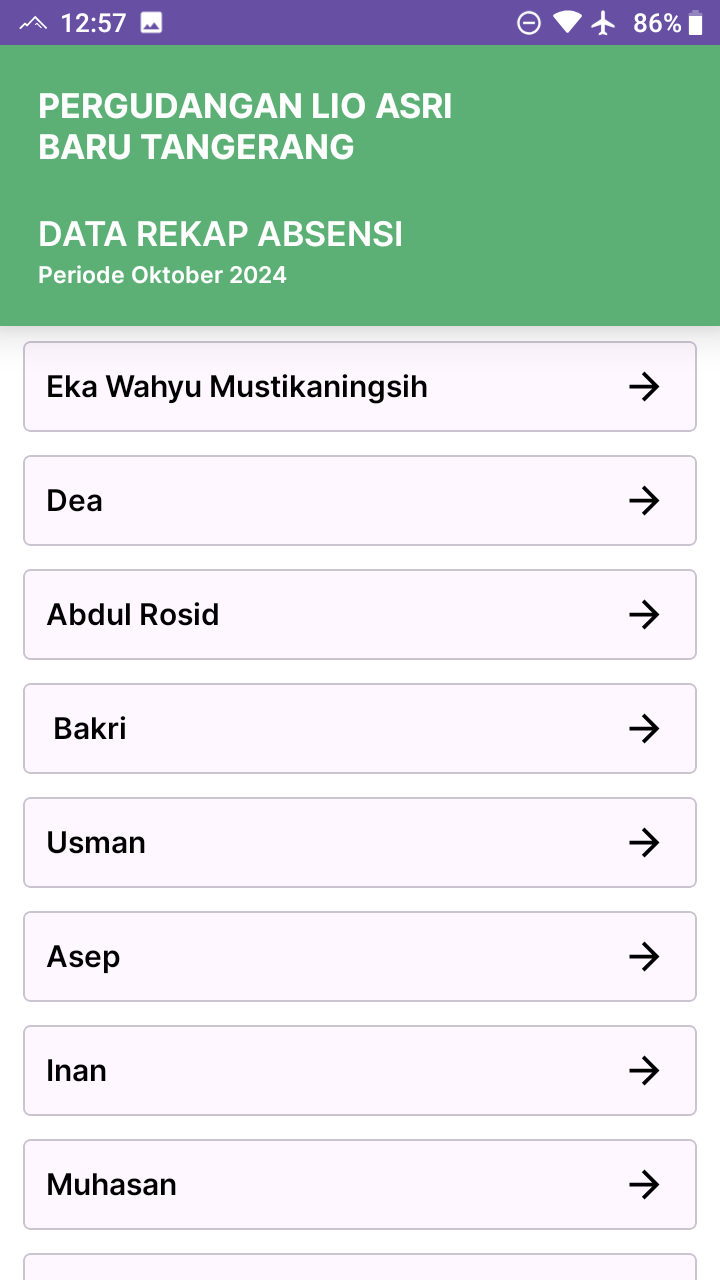 12:57
86%
PERGUDANGAN LIO ASRI
BARU TANGERANG
DATA REKAP ABSENSI
Periode Oktober 2024
Eka Wahyu Mustikaningsih
Dea
Abdul Rosid
Bakri
Usman
Asep
Inan
Muhasan